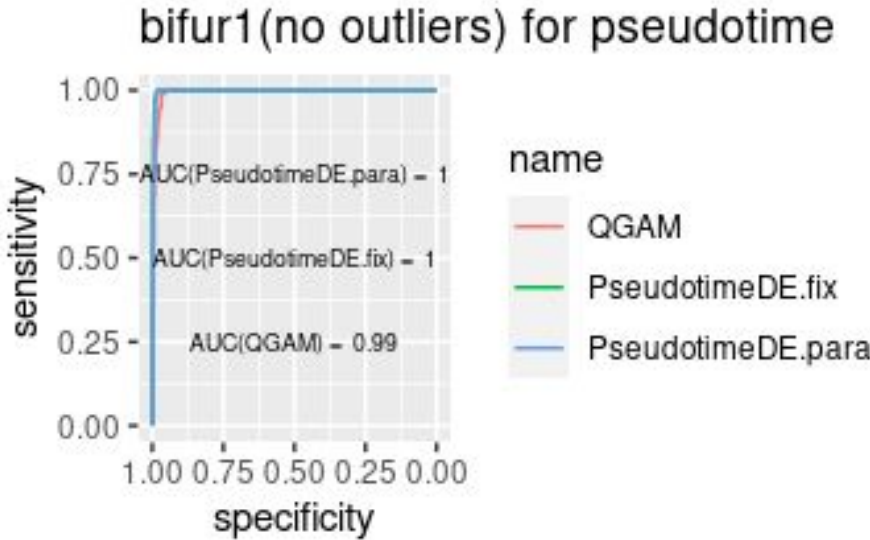 bifur1(no outliers) for pseudotime
sensitivity
1.00
0.75
0.50
0.25
0.00
AUC(PseudotimeDE.para) = 1
AUC(PseudotimeDE.fix) = 1
AUC(QGAM) = 0.99
1.00 0.75 0.50 0.25 0.00
specificity
name
QGAM
PseudotimeDE.fix
PseudotimeDE.para